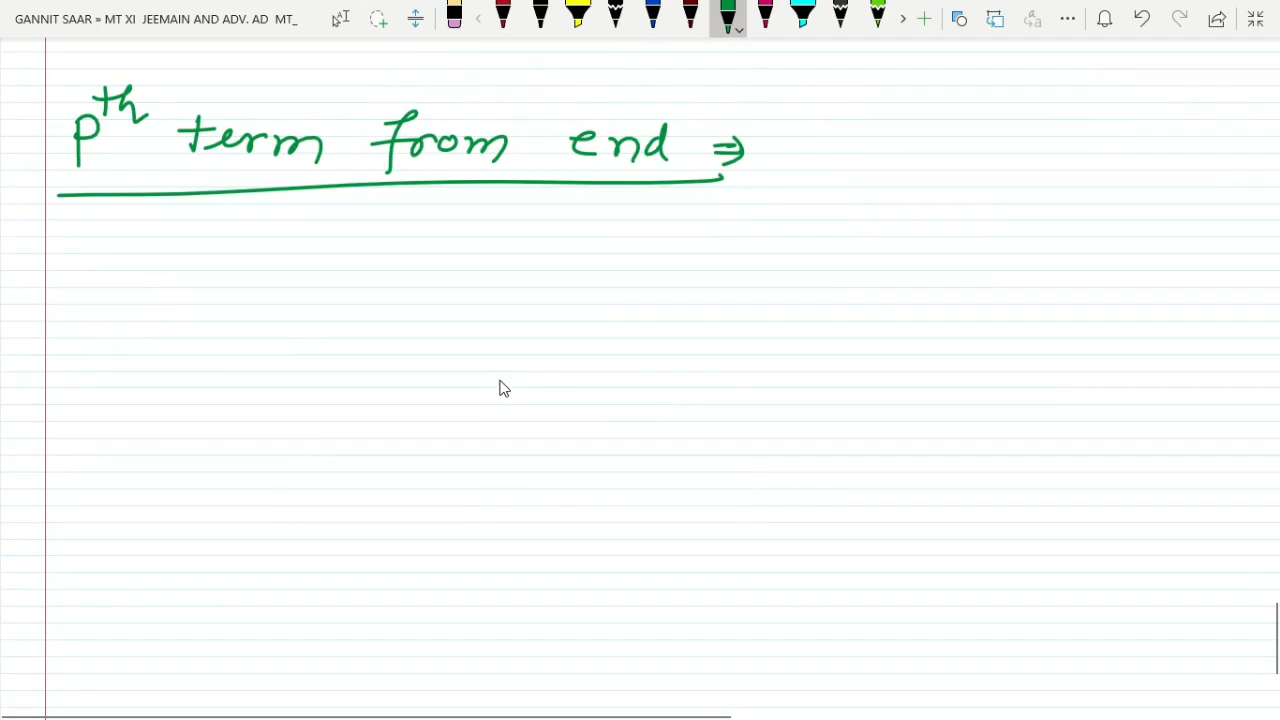 GANNIT SAAR » MT XI JEEMAIN AND ADV. AD MT_
pth term from end ⇒